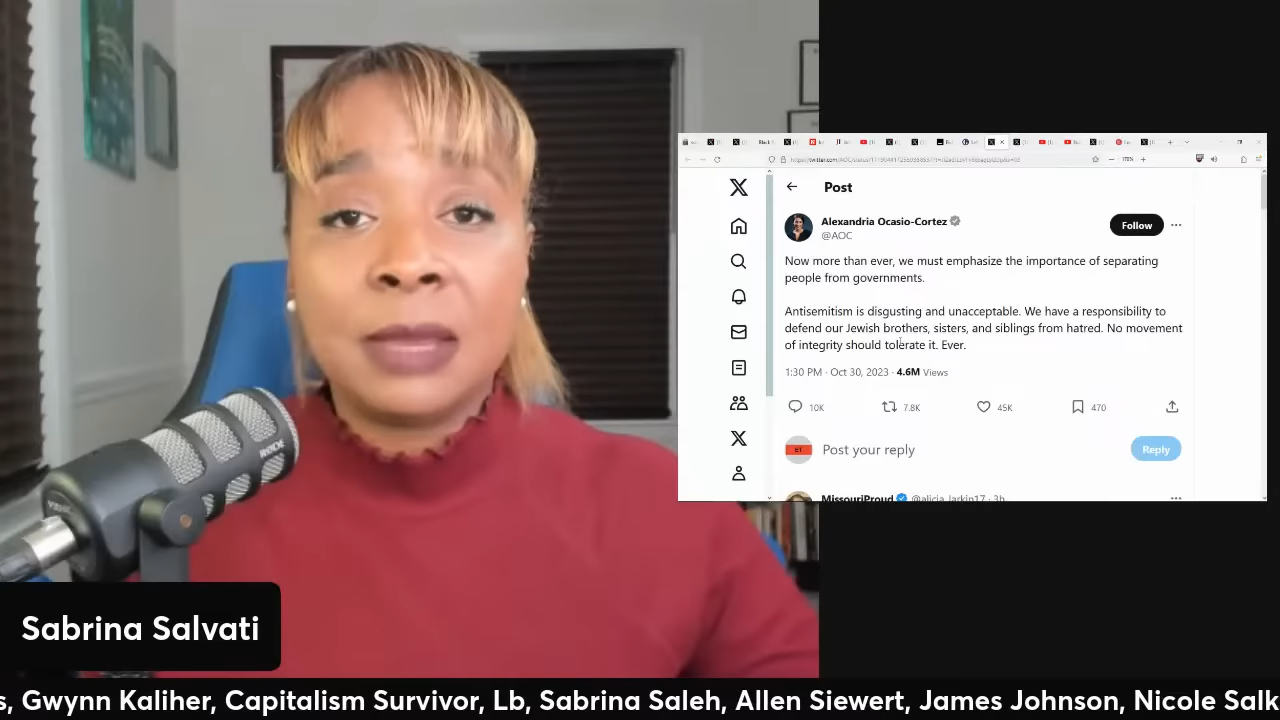 Post
Alexandria Ocasio-Cortez
@AOC
Follow
Now more than ever, we must emphasize the importance of separating
people from governments.
Antisemitism is disgusting and unacceptable. We have a responsibility to
defend our Jewish brothers, sisters, and siblings from hatred. No movement
of integrity should tolerate it. Ever.
1:30 PM · Oct 30, 2023 · 4.6M Views
10K 7.8K 45K 470
ET
Post your reply
Reply
MissouriProud @alicia_larkin17 · 3h
RØDE
Sabrina Salvati
s, Gwynn Kaliher, Capitalism Survivor, Lb, Sabrina Saleh, Allen Siewert, James Johnson, Nicole Salk